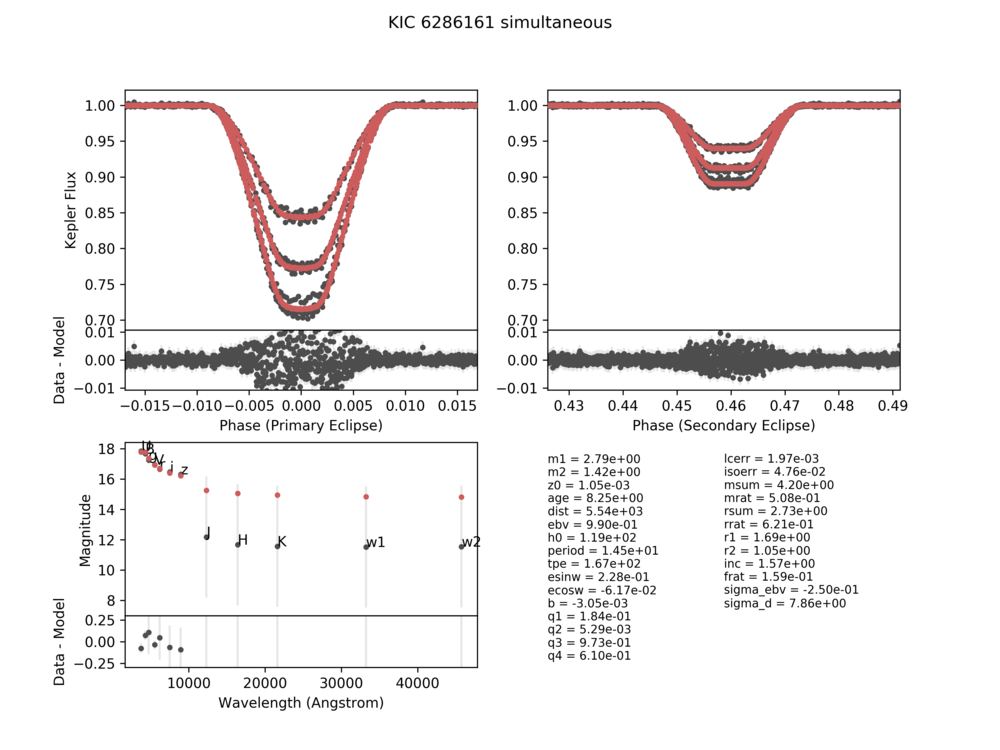 KIC 6286161 simultaneous
1.00
0.95
0.90
0.85
0.80
0.75
0.70
Kepler Flux
0.01
0.00
−0.01
Data - Model
−0.015 −0.010 −0.005 0.000 0.005 0.010 0.015
Phase (Primary Eclipse)
1.00
0.95
0.90
0.85
0.80
0.75
0.70
0.01
0.00
−0.01
0.43 0.44 0.45 0.46 0.47 0.48 0.49
Phase (Secondary Eclipse)
18
16
14
12
10
8
Magnitude
V
i
z
J
H
K
w1
w2
0.25
0.00
−0.25
Data - Model
10000 20000 30000 40000
Wavelength (Angstrom)
m1 = 2.79e+00
m2 = 1.42e+00
z0 = 1.05e-03
age = 8.25e+00
dist = 5.54e+03
ebv = 9.90e-01
h0 = 1.19e+02
period = 1.45e+01
tpe = 1.67e+02
esinw = 2.28e-01
ecosw = -6.17e-02
b = -3.05e-03
q1 = 1.84e-01
q2 = 5.29e-03
q3 = 9.73e-01
q4 = 6.10e-01
lcerr = 1.97e-03
isoerr = 4.76e-02
msum = 4.20e+00
mrat = 5.08e-01
rsum = 2.73e+00
rrat = 6.21e-01
r1 = 1.69e+00
r2 = 1.05e+00
inc = 1.57e+00
frat = 1.59e-01
sigma_ebv = -2.50e-01
sigma_d = 7.86e+00